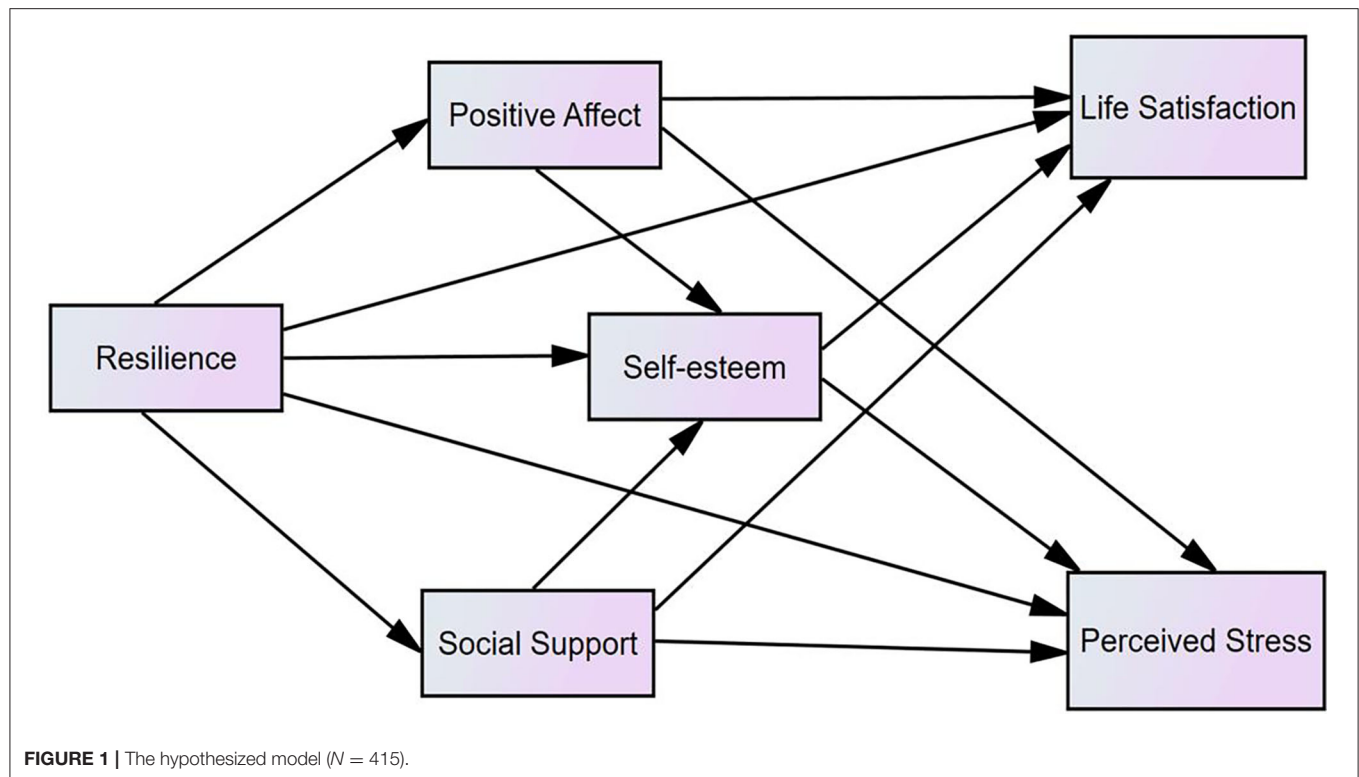 Positive Affect
Life Satisfaction
Resilience
Self-esteem
Social Support
Perceived Stress
FIGURE 1 | The hypothesized model (N = 415).